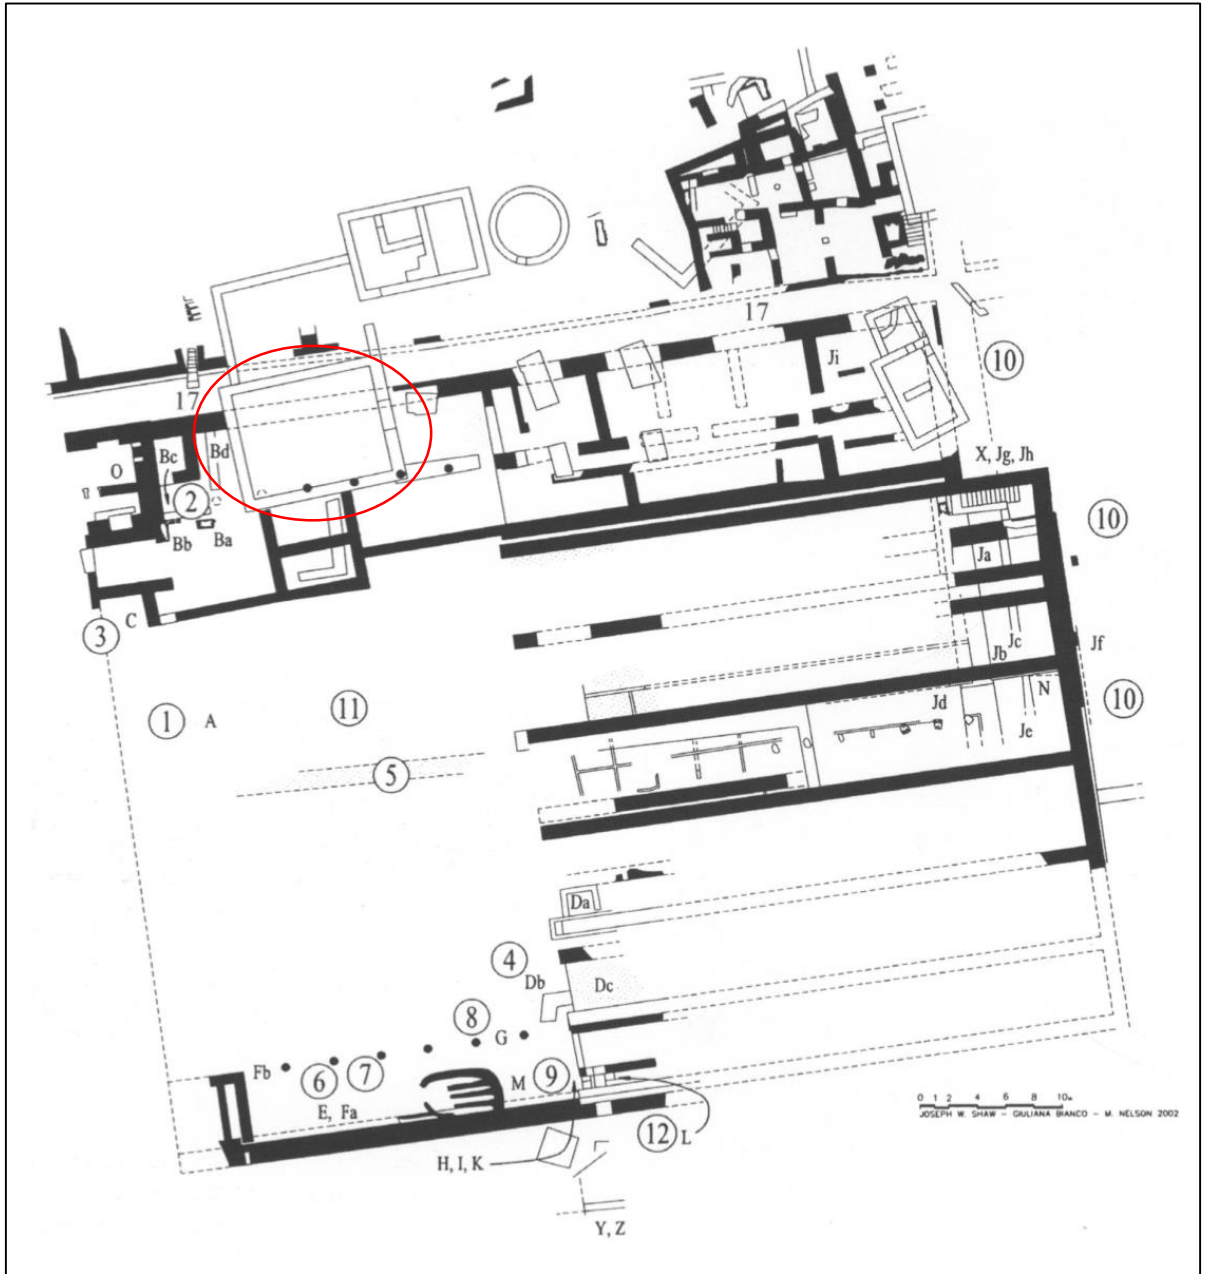 17
Ji
10
17
O
Bc
Bd
X, Jg, Jh
2
10
Bb
Ba
Ja
3
C
Jc
Jb
Jf
1
A
11
N
10
Jd
Je
5
Da
4
Db
Dc
8
G
Fb
6
7
M
9
E, Fa
12
L
H, I, K
0 1 2 4 6 8 10m
JOSEPH W. SHAW – GIULIANA BIANCO – M. NELSON 2002
Y, Z